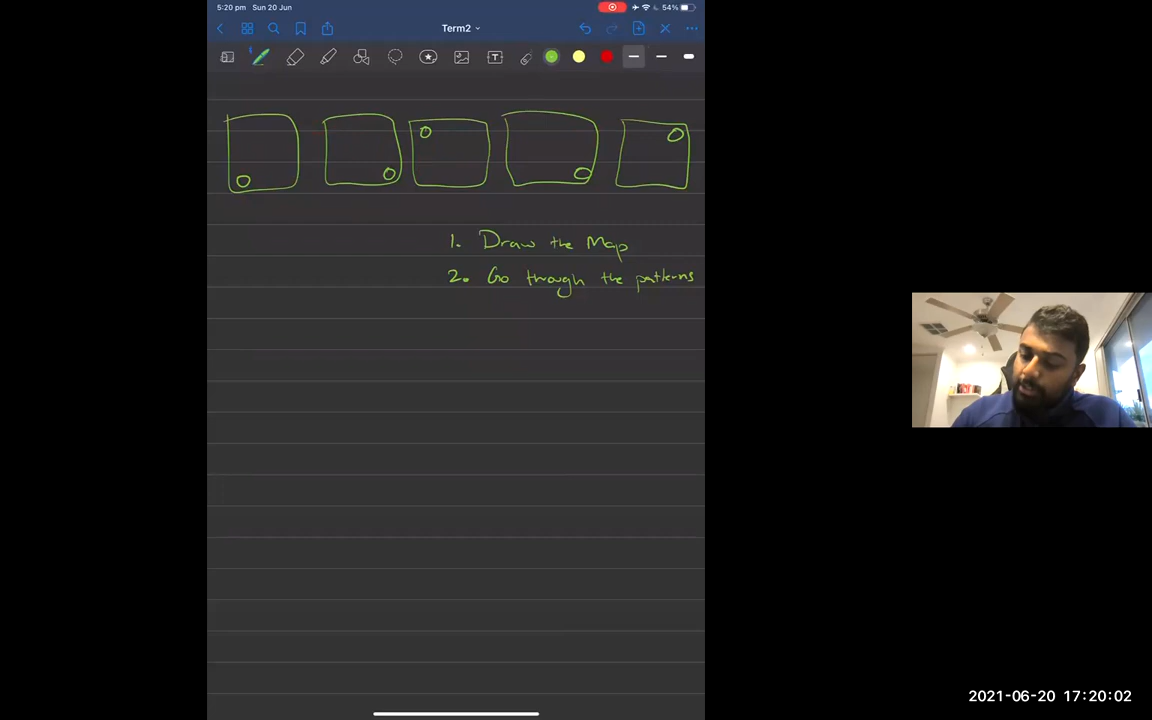 5:20 pm Sun 20 Jun
54%
Term2
T
1. Draw the Map
2. Go through the patterns
2021-06-20 17:20:02